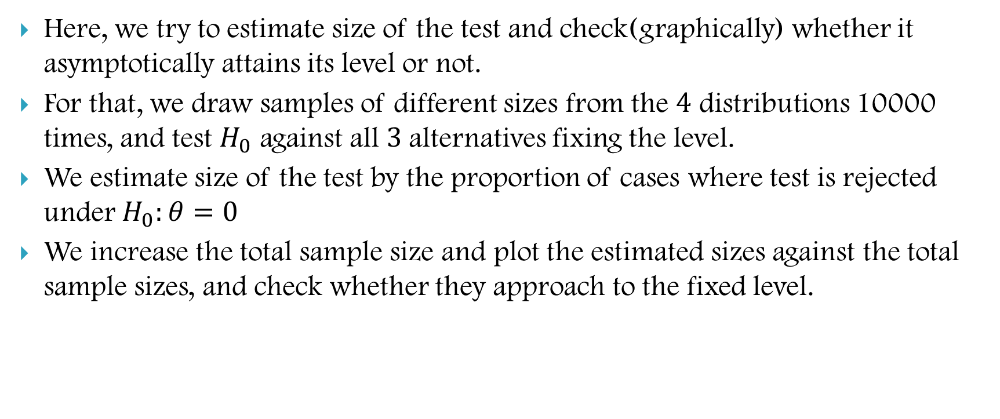 Here, we try to estimate size of the test and check(graphically) whether it
asymptotically attains its level or not.
For that, we draw samples of different sizes from the 4 distributions 10000
times, and test H₀ against all 3 alternatives fixing the level.
We estimate size of the test by the proportion of cases where test is rejected
under H₀: θ = 0
We increase the total sample size and plot the estimated sizes against the total
sample sizes, and check whether they approach to the fixed level.